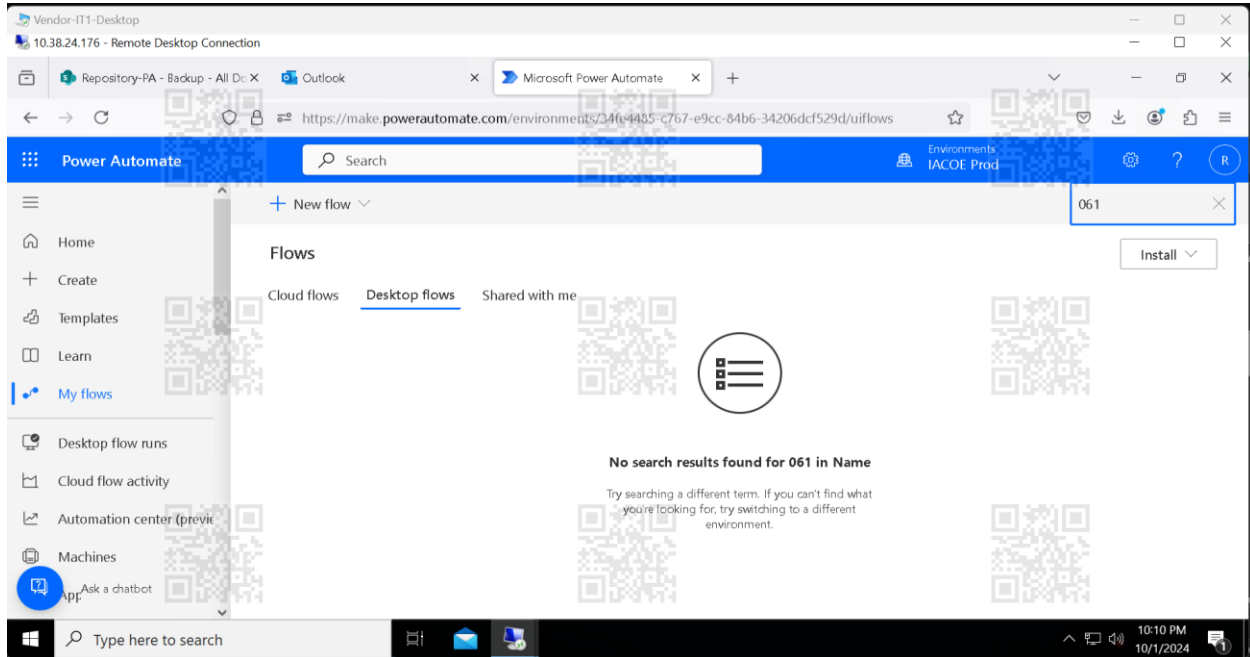 Vendor-IT1-Desktop
10.38.24.176 - Remote Desktop Connection
Repository-PA - Backup - All Dc
Outlook
Microsoft Power Automate
https://make.powerautomate.com/environments/34fe4485-c767-e9cc-84b6-34206dcf529d/uiflows
Power Automate
Search
Environments
IACOE Prod
R
New flow
061
Home
Flows
Install
Create
Cloud flows Desktop flows Shared with me
Templates
Learn
My flows
Desktop flow runs
No search results found for 061 in Name
Cloud flow activity
Try searching a different term. If you can't find what
you're looking for, try switching to a different
environment.
Automation center (previe
Machines
App
Ask a chatbot
Type here to search
10:10 PM
10/1/2024
1